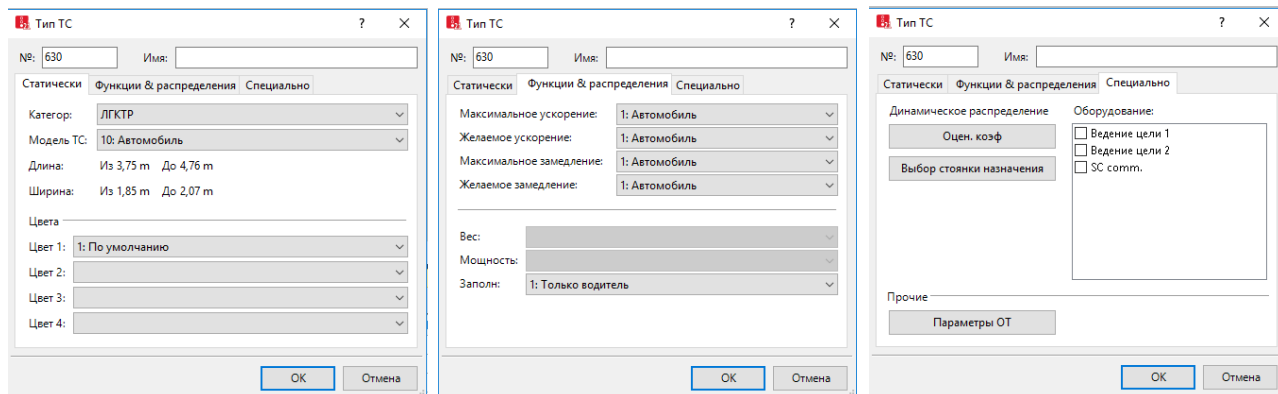 Тип ТС ? ×
№: 630 Имя:
Статически Функции & распределения Специально
Категор: ЛГКТР
Модель ТС: 10: Автомобиль
Длина: Из 3,75 m До 4,76 m
Ширина: Из 1,85 m До 2,07 m
Цвета
Цвет 1: 1: По умолчанию
Цвет 2:
Цвет 3:
Цвет 4:
OK Отмена
Тип ТС ? ×
№: 630 Имя:
Статически Функции & распределения Специально
Максимальное ускорение: 1: Автомобиль
Желаемое ускорение: 1: Автомобиль
Максимальное замедление: 1: Автомобиль
Желаемое замедление: 1: Автомобиль
Вес:
Мощность:
Заполн: 1: Только водитель
OK Отмена
Тип ТС ? ×
№: 630 Имя:
Статически Функции & распределения Специально
Динамическое распределение Оборудование:
Оцен. коэф Ведение цели 1
Ведение цели 2
Выбор стоянки назначения SC comm.
Прочие
Параметры ОТ
OK Отмена